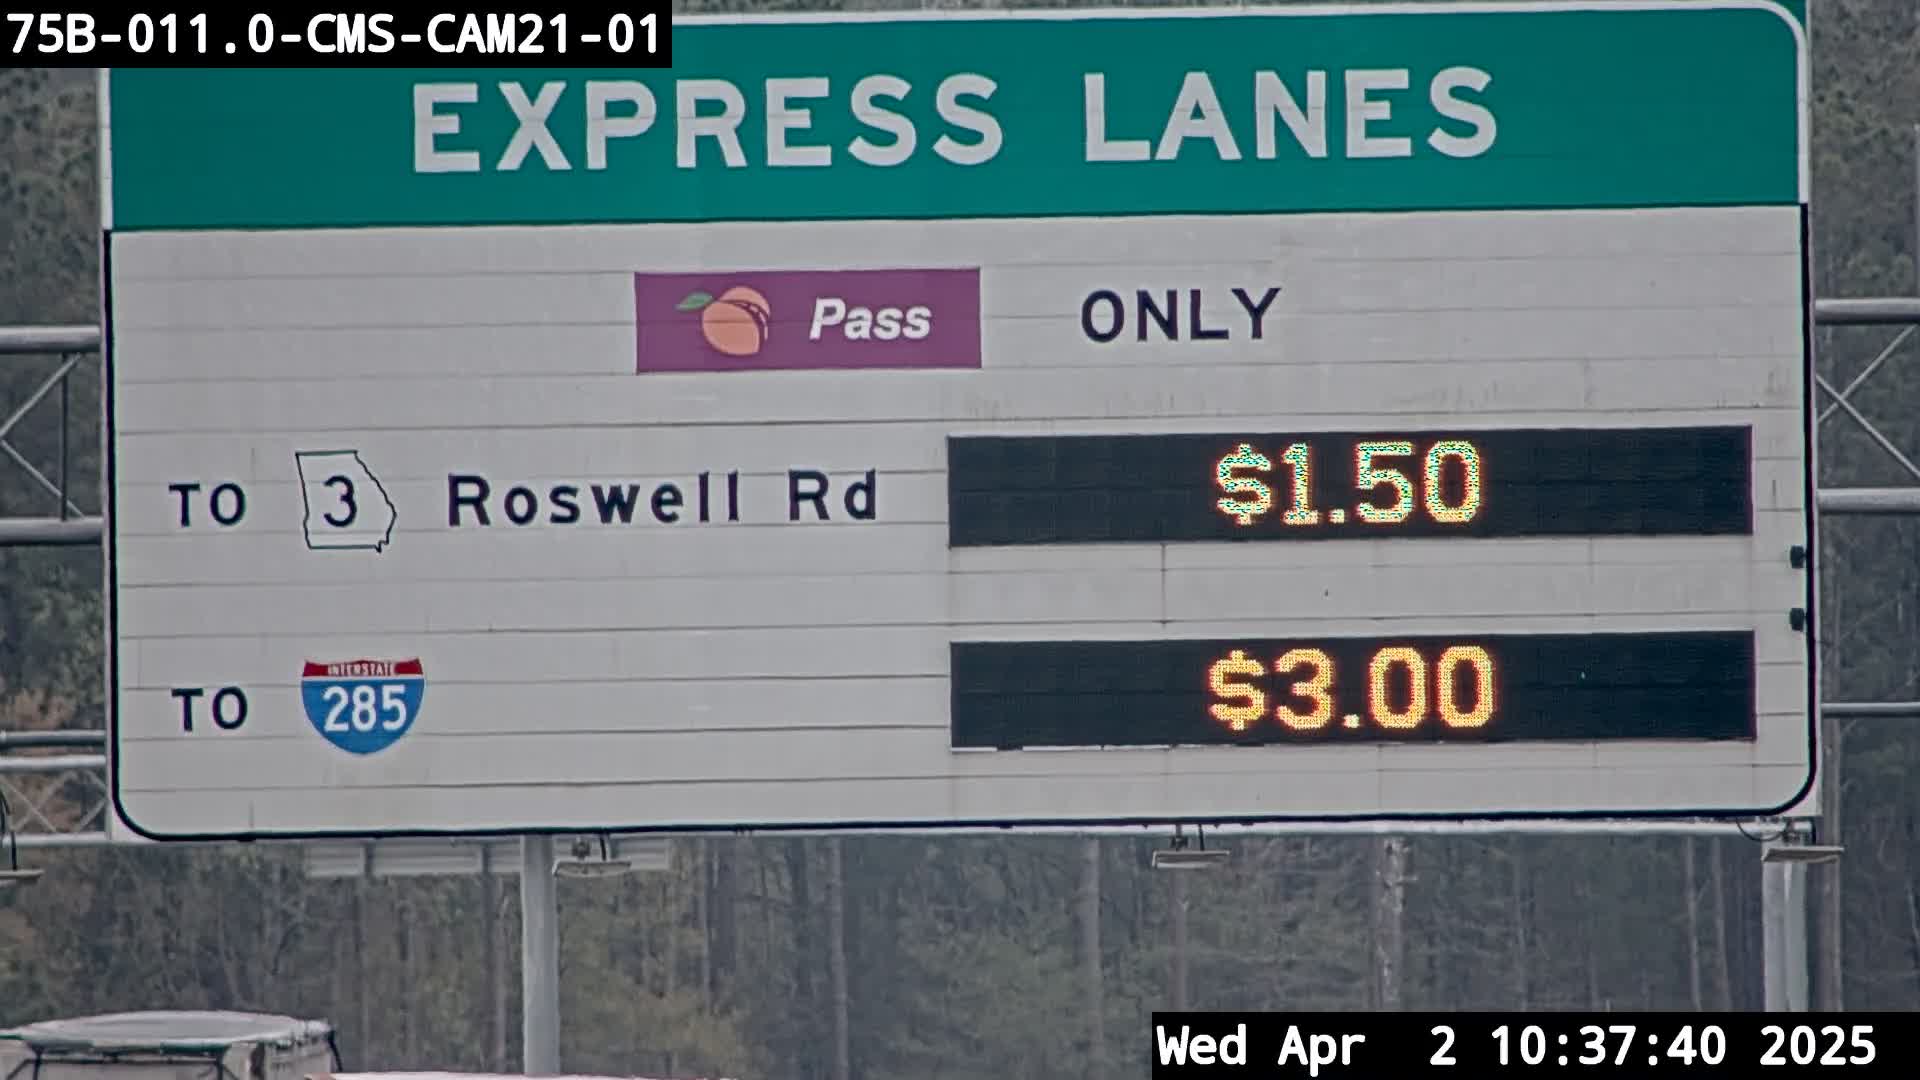 75B-011.0-CMS-CAM21-01
EXPRESS LANES
Pass ONLY
TO 3 Roswell Rd $1.50
TO INTERSTATE 285 $3.00
Wed Apr 2 10:37:40 2025